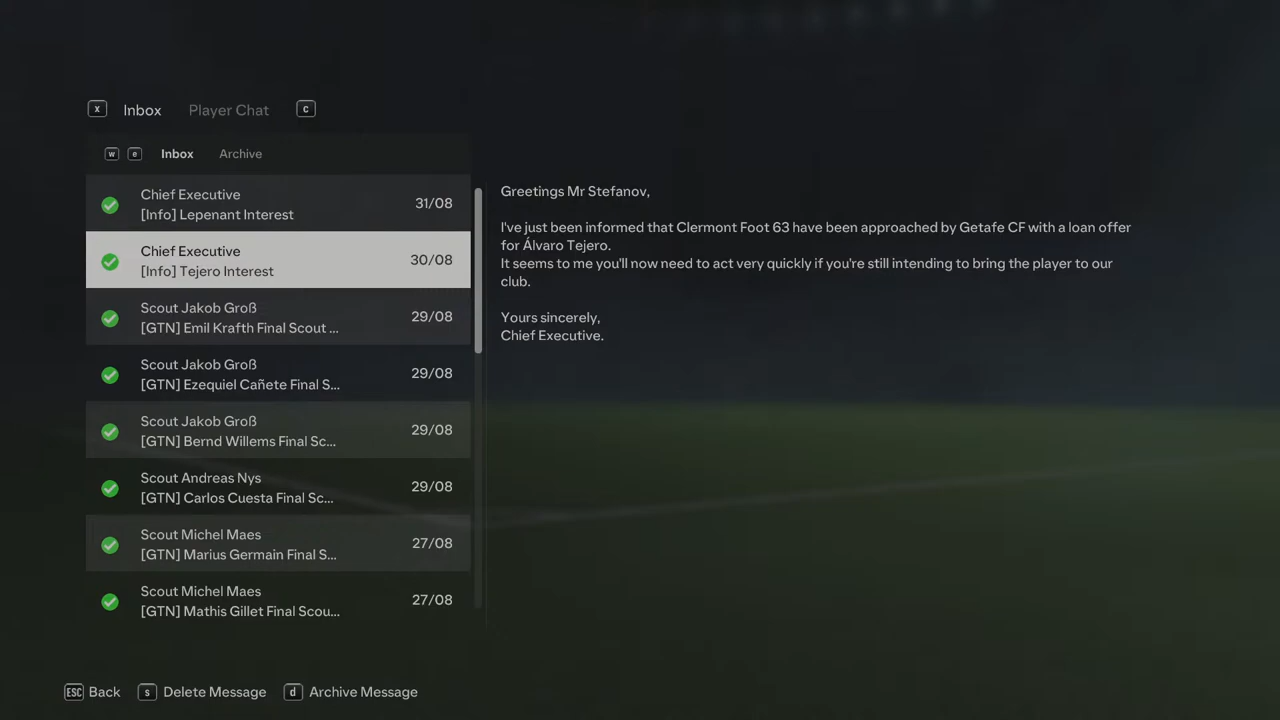 X Inbox Player Chat C
w e Inbox Archive
Chief Executive
[Info] Lepenant Interest
31/08
Chief Executive
[Info] Tejero Interest
30/08
Scout Jakob Groß
[GTN] Emil Krafth Final Scout ...
29/08
Scout Jakob Groß
[GTN] Ezequiel Cañete Final S...
29/08
Scout Jakob Groß
[GTN] Bernd Willems Final Sc...
29/08
Scout Andreas Nys
[GTN] Carlos Cuesta Final Sc...
29/08
Scout Michel Maes
[GTN] Marius Germain Final S...
27/08
Scout Michel Maes
[GTN] Mathis Gillet Final Scou...
27/08
Greetings Mr Stefanov,
I've just been informed that Clermont Foot 63 have been approached by Getafe CF with a loan offer
for Álvaro Tejero.
It seems to me you'll now need to act very quickly if you're still intending to bring the player to our
club.
Yours sincerely,
Chief Executive.
ESC Back s Delete Message d Archive Message